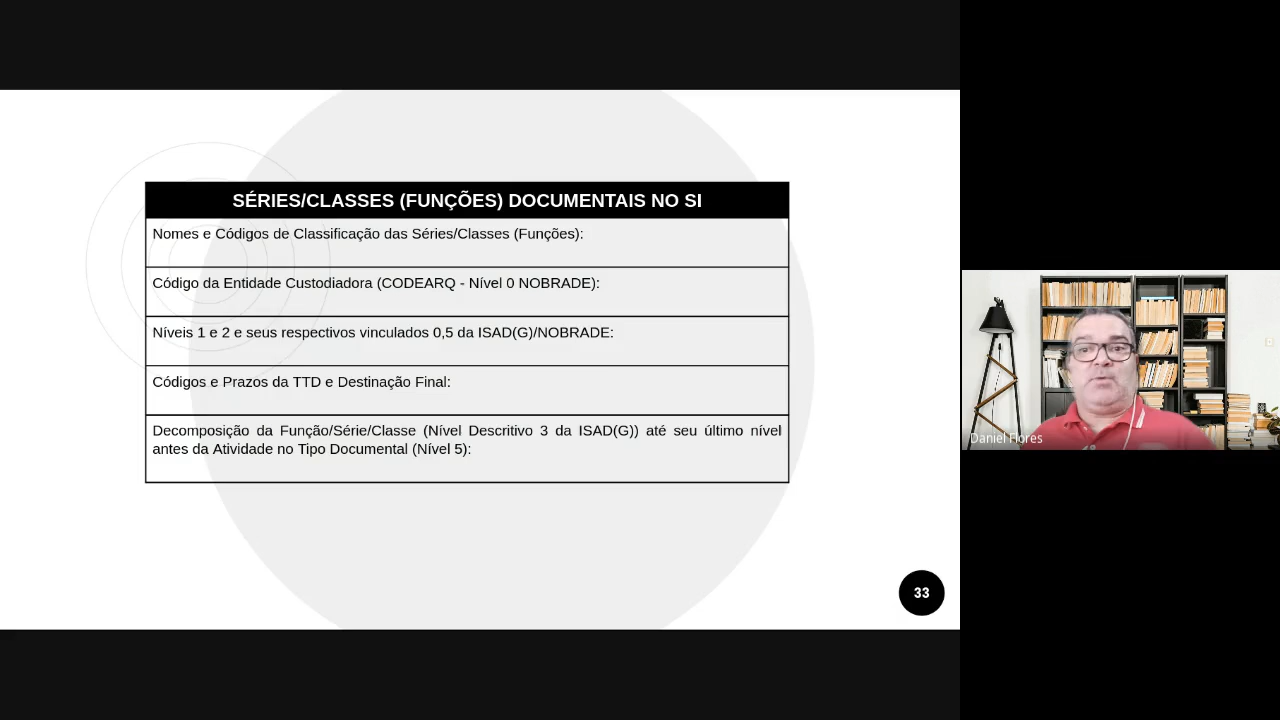 SÉRIES/CLASSES (FUNÇÕES) DOCUMENTAIS NO SI
Nomes e Códigos de Classificação das Séries/Classes (Funções):
Código da Entidade Custodiadora (CODEARQ - Nível 0 NOBRADE):
Níveis 1 e 2 e seus respectivos vinculados 0,5 da ISAD(G)/NOBRADE:
Códigos e Prazos da TTD e Destinação Final:
Decomposição da Função/Série/Classe (Nível Descritivo 3 da ISAD(G)) até seu último nível
antes da Atividade no Tipo Documental (Nível 5):
33
Daniel Flores